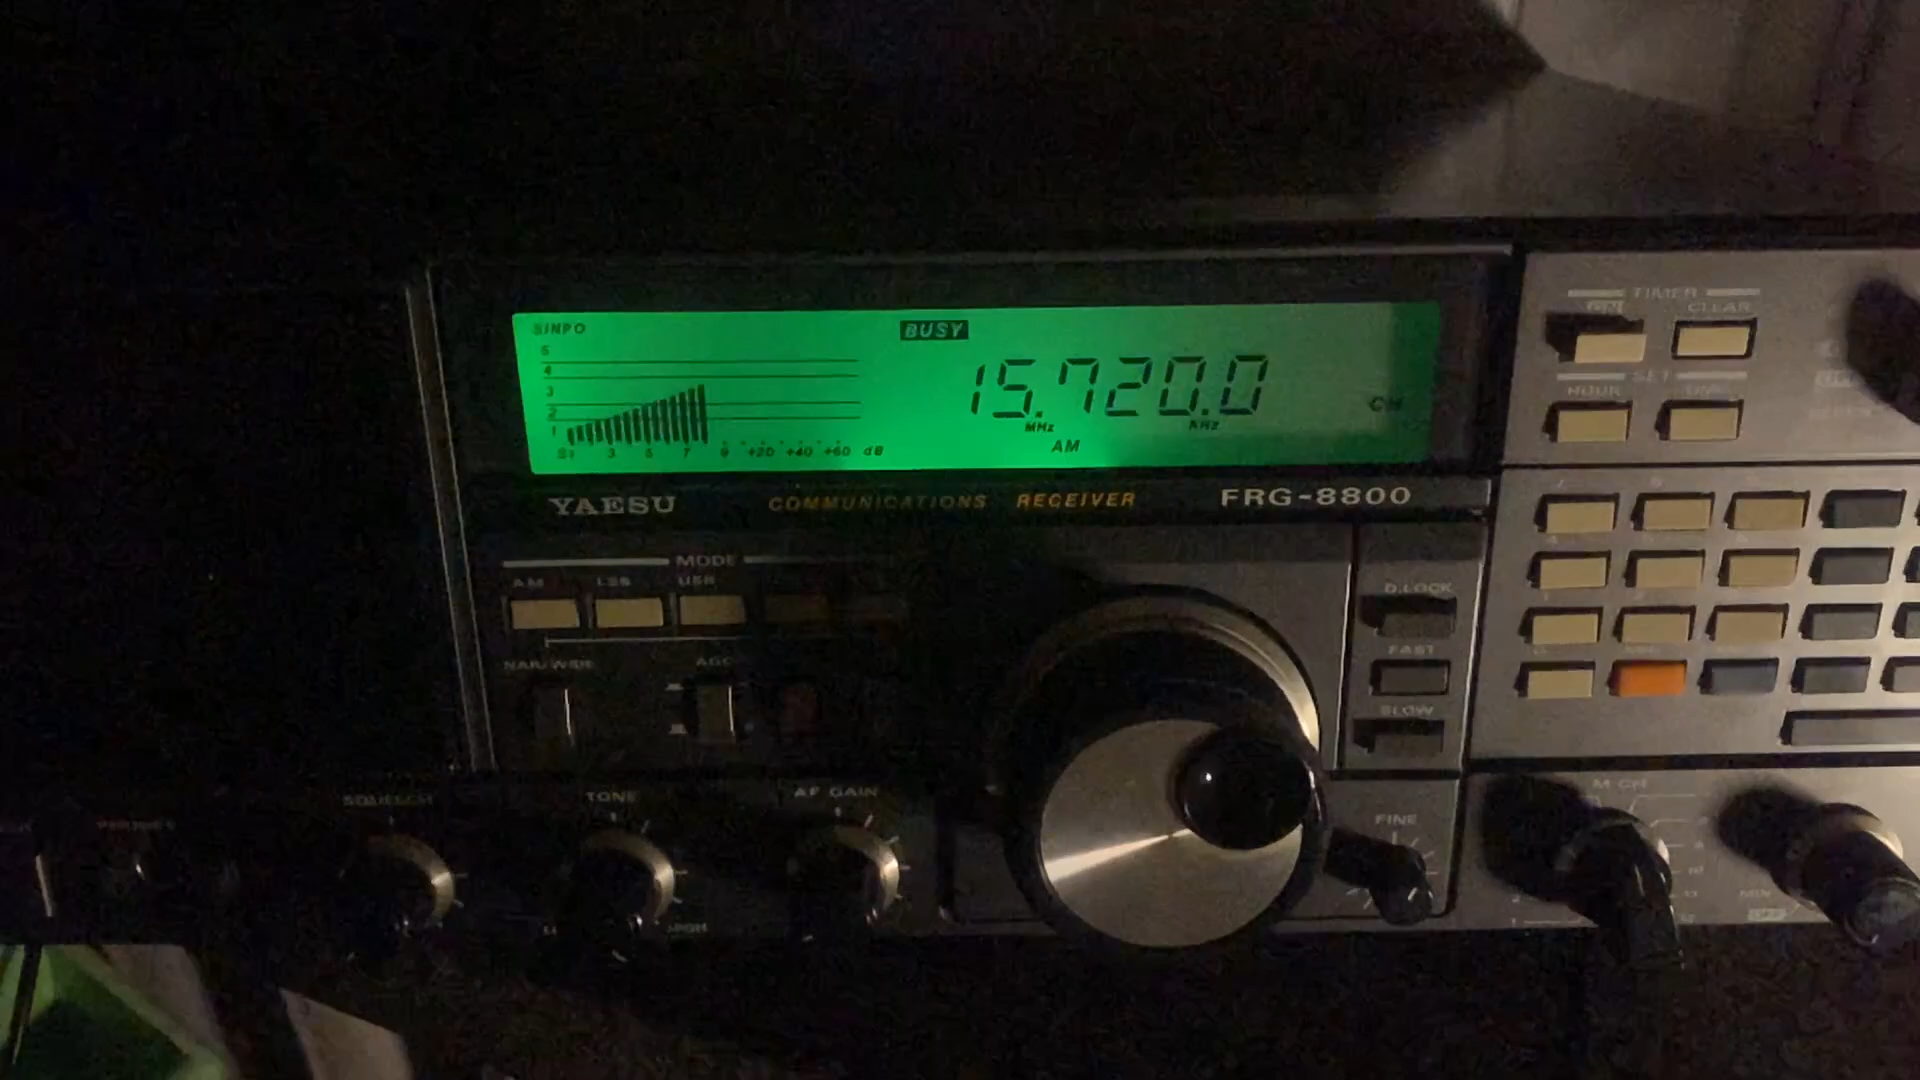 SINPO
BUSY
5
4
3
2
1
15.720.0
MHz
KHz
CH
AM
S1 3 5 7 9 +20 +40 +60 dB
YAESU COMMUNICATIONS RECEIVER FRG-8800
TIMER
CLEAR
SET
HOUR
MODE
AM LSB USB
NAR/WIDE AGC
D.LOCK
FAST
SLOW
SQUELCH TONE AF GAIN
PHONES
HIGH
FINE
M CH